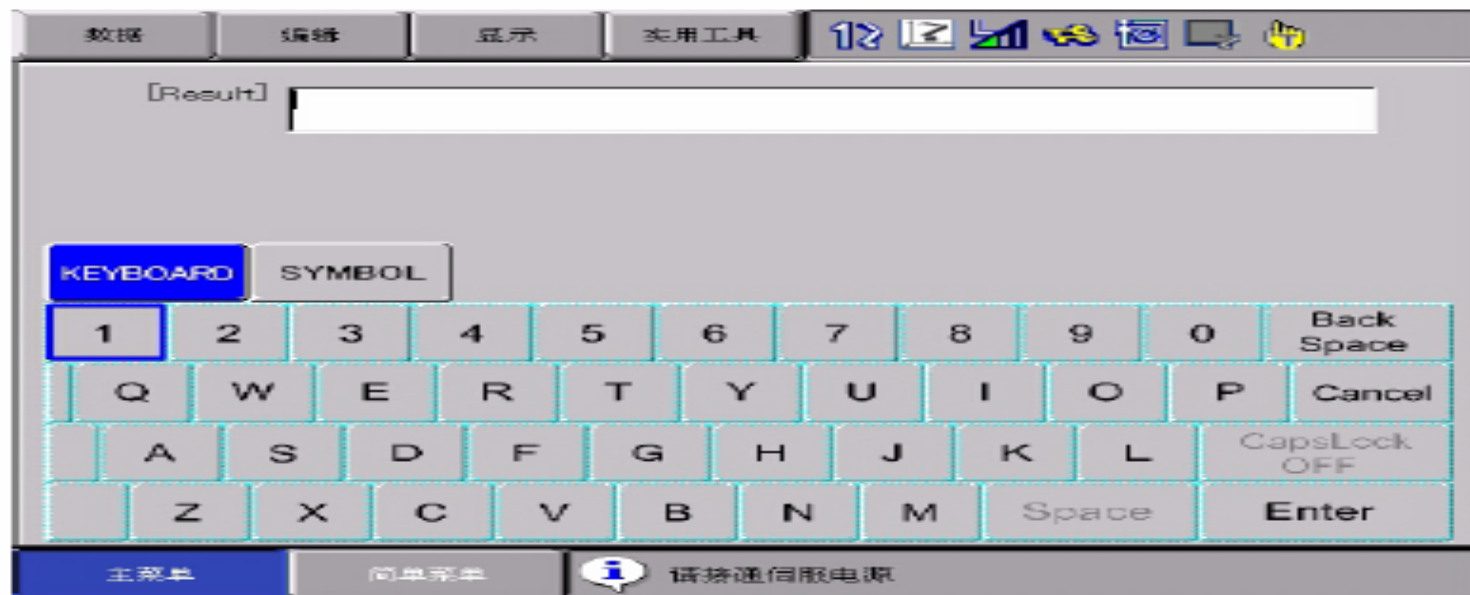 数据 编辑 显示 实用工具
[Result]
KEYBOARD SYMBOL
1 2 3 4 5 6 7 8 9 0 Back Space
Q W E R T Y U I O P Cancel
A S D F G H J K L CapsLock OFF
Z X C V B N M Space Enter
主菜单 简单菜单 请接通伺服电源